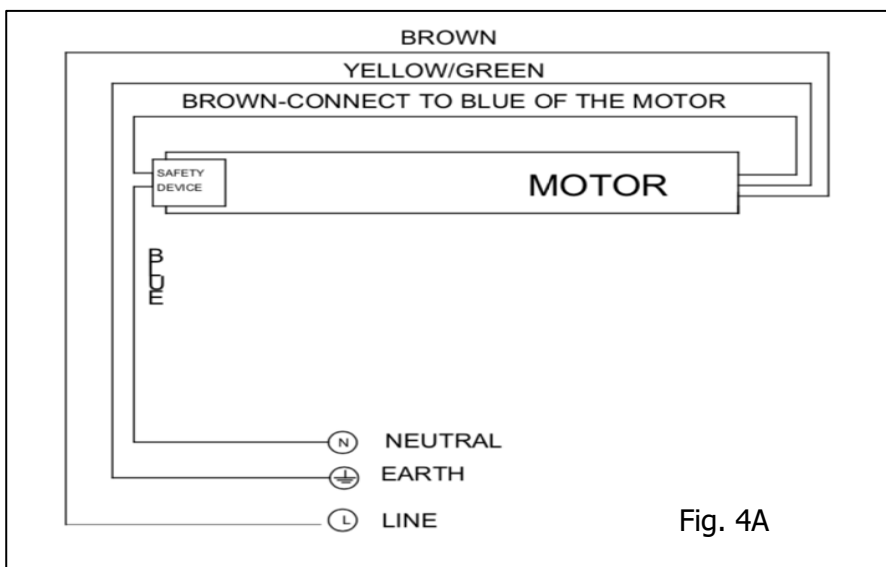 BROWN
YELLOW/GREEN
BROWN-CONNECT TO BLUE OF THE MOTOR
SAFETY
DEVICE
MOTOR
BLUE
N NEUTRAL
EARTH
L LINE
Fig. 4A